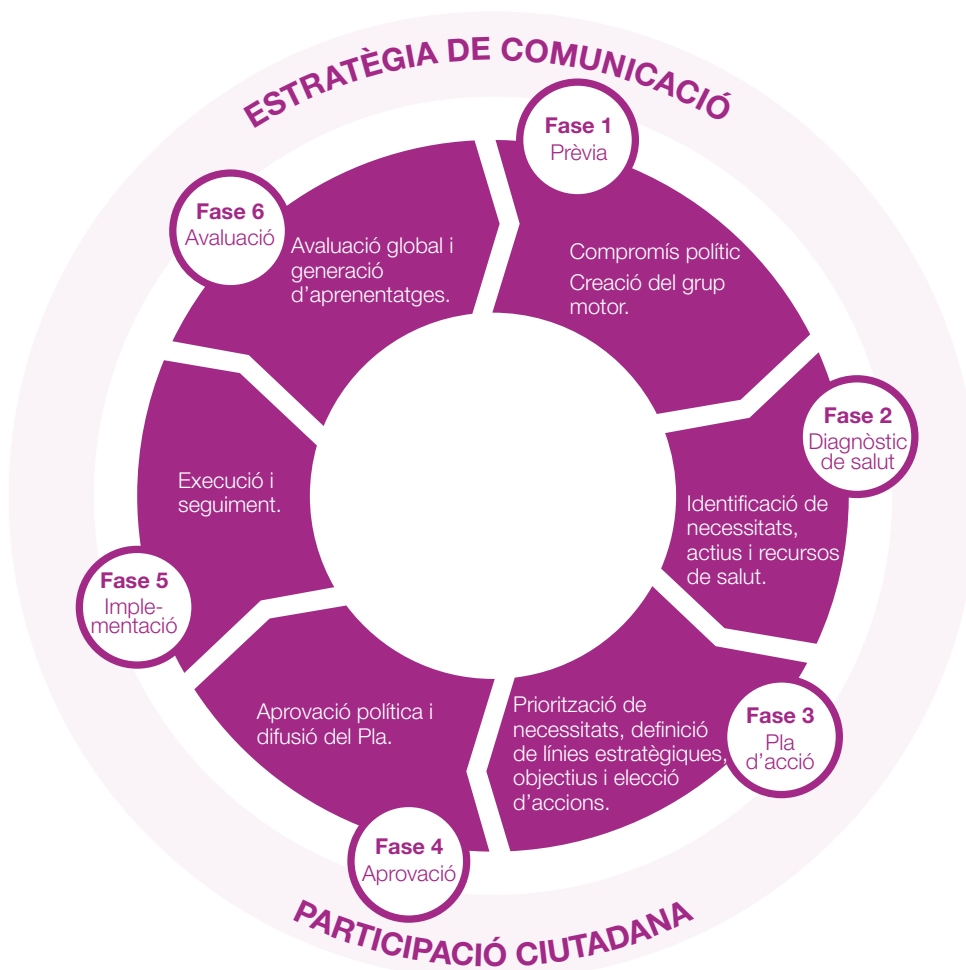 ESTRATÈGIA DE COMUNICACIÓ
Fase 1
Prèvia
Compromís polític
Creació del grup
motor.
Fase 2
Diagnòstic
de salut
Identificació de
necessitats,
actius i recursos
de salut.
Fase 3
Pla
d'acció
Priorització de
necessitats, definició
de línies estratègiques,
objectius i elecció
d'accions.
Fase 4
Aprovació
Aprovació política i
difusió del Pla.
Fase 5
Imple-
mentació
Execució i
seguiment.
Fase 6
Avaluació
Avaluació global i
generació
d'aprenentatges.
PARTICIPACIÓ CIUTADANA